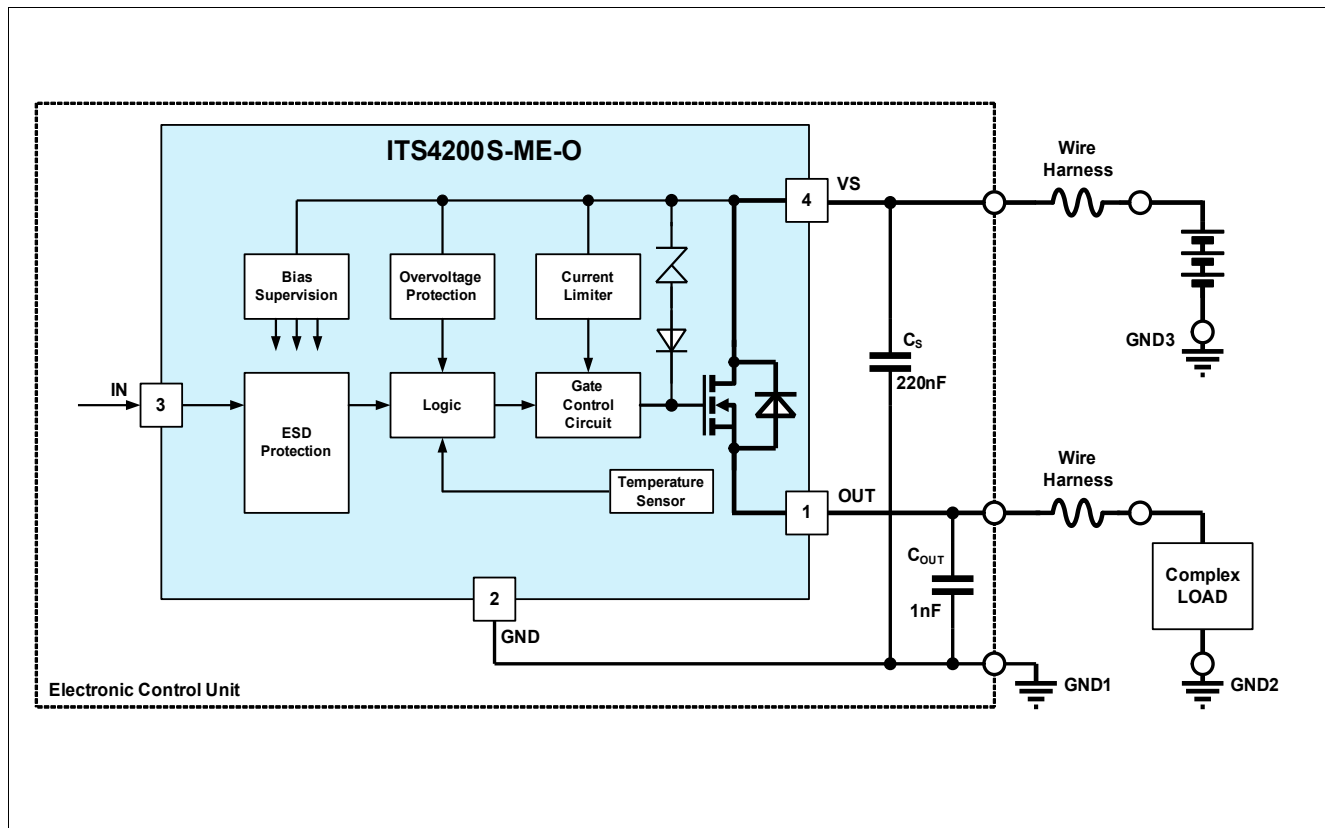 ITS4200S-ME-O
VS
4
Wire
Harness
Bias
Supervision
Overvoltage
Protection
Current
Limiter
GND3
CS
220nF
IN
3
ESD
Protection
Logic
Gate
Control
Circuit
Temperature
Sensor
OUT
1
Wire
Harness
COUT
1nF
Complex
LOAD
2
GND
Electronic Control Unit
GND1
GND2